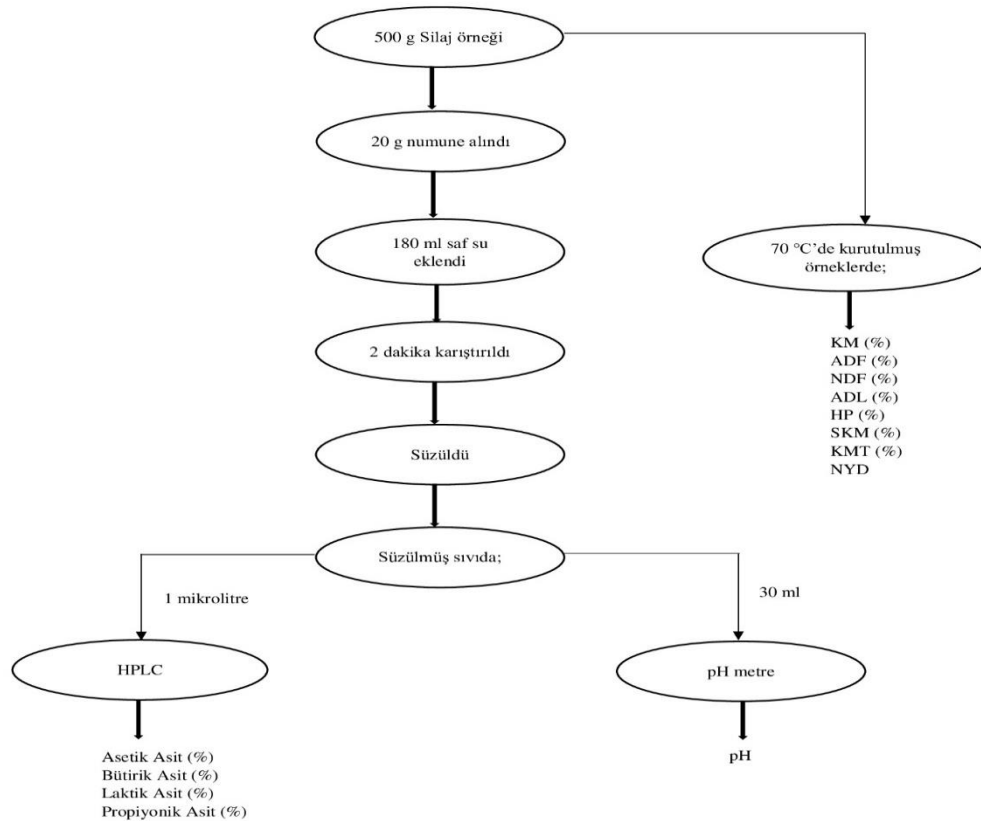 500 g Silaj örneği
20 g numune alındı
180 ml saf su
eklendi
2 dakika karıştırıldı
Süzüldü
Süzülmüş sıvıda;
1 mikrolitre
HPLC
Asetik Asit (%)
Bütirik Asit (%)
Laktik Asit (%)
Propiyonik Asit (%)
30 ml
pH metre
pH
70 °C'de kurutulmuş
örneklerde;
KM (%)
ADF (%)
NDF (%)
ADL (%)
HP (%)
SKM (%)
KMT (%)
NYD